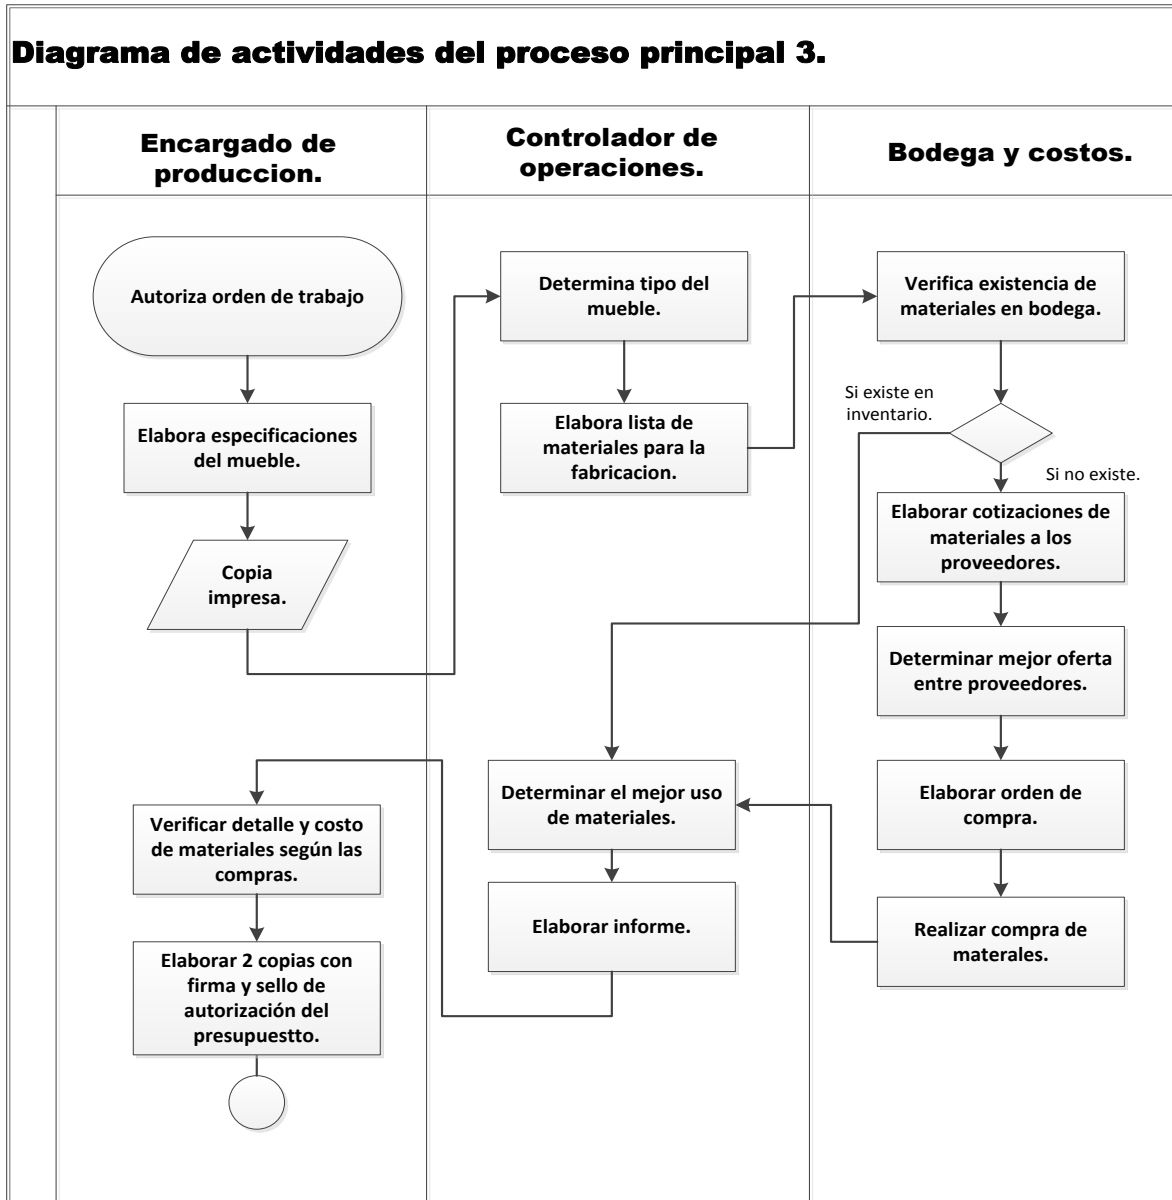 Diagrama de actividades del proceso principal 3.
Encargado de
produccion.
Controlador de
operaciones.
Bodega y costos.
Autoriza orden de trabajo
Elabora especificaciones
del mueble.
Copia
impresa.
Determina tipo del
mueble.
Elabora lista de
materiales para la
fabricacion.
Verifica existencia de
materiales en bodega.
Si existe en
inventario.
Si no existe.
Elaborar cotizaciones de
materiales a los
proveedores.
Determinar mejor oferta
entre proveedores.
Elaborar orden de
compra.
Realizar compra de
materales.
Determinar el mejor uso
de materiales.
Elaborar informe.
Verificar detalle y costo
de materiales según las
compras.
Elaborar 2 copias con
firma y sello de
autorización del
presupuestto.